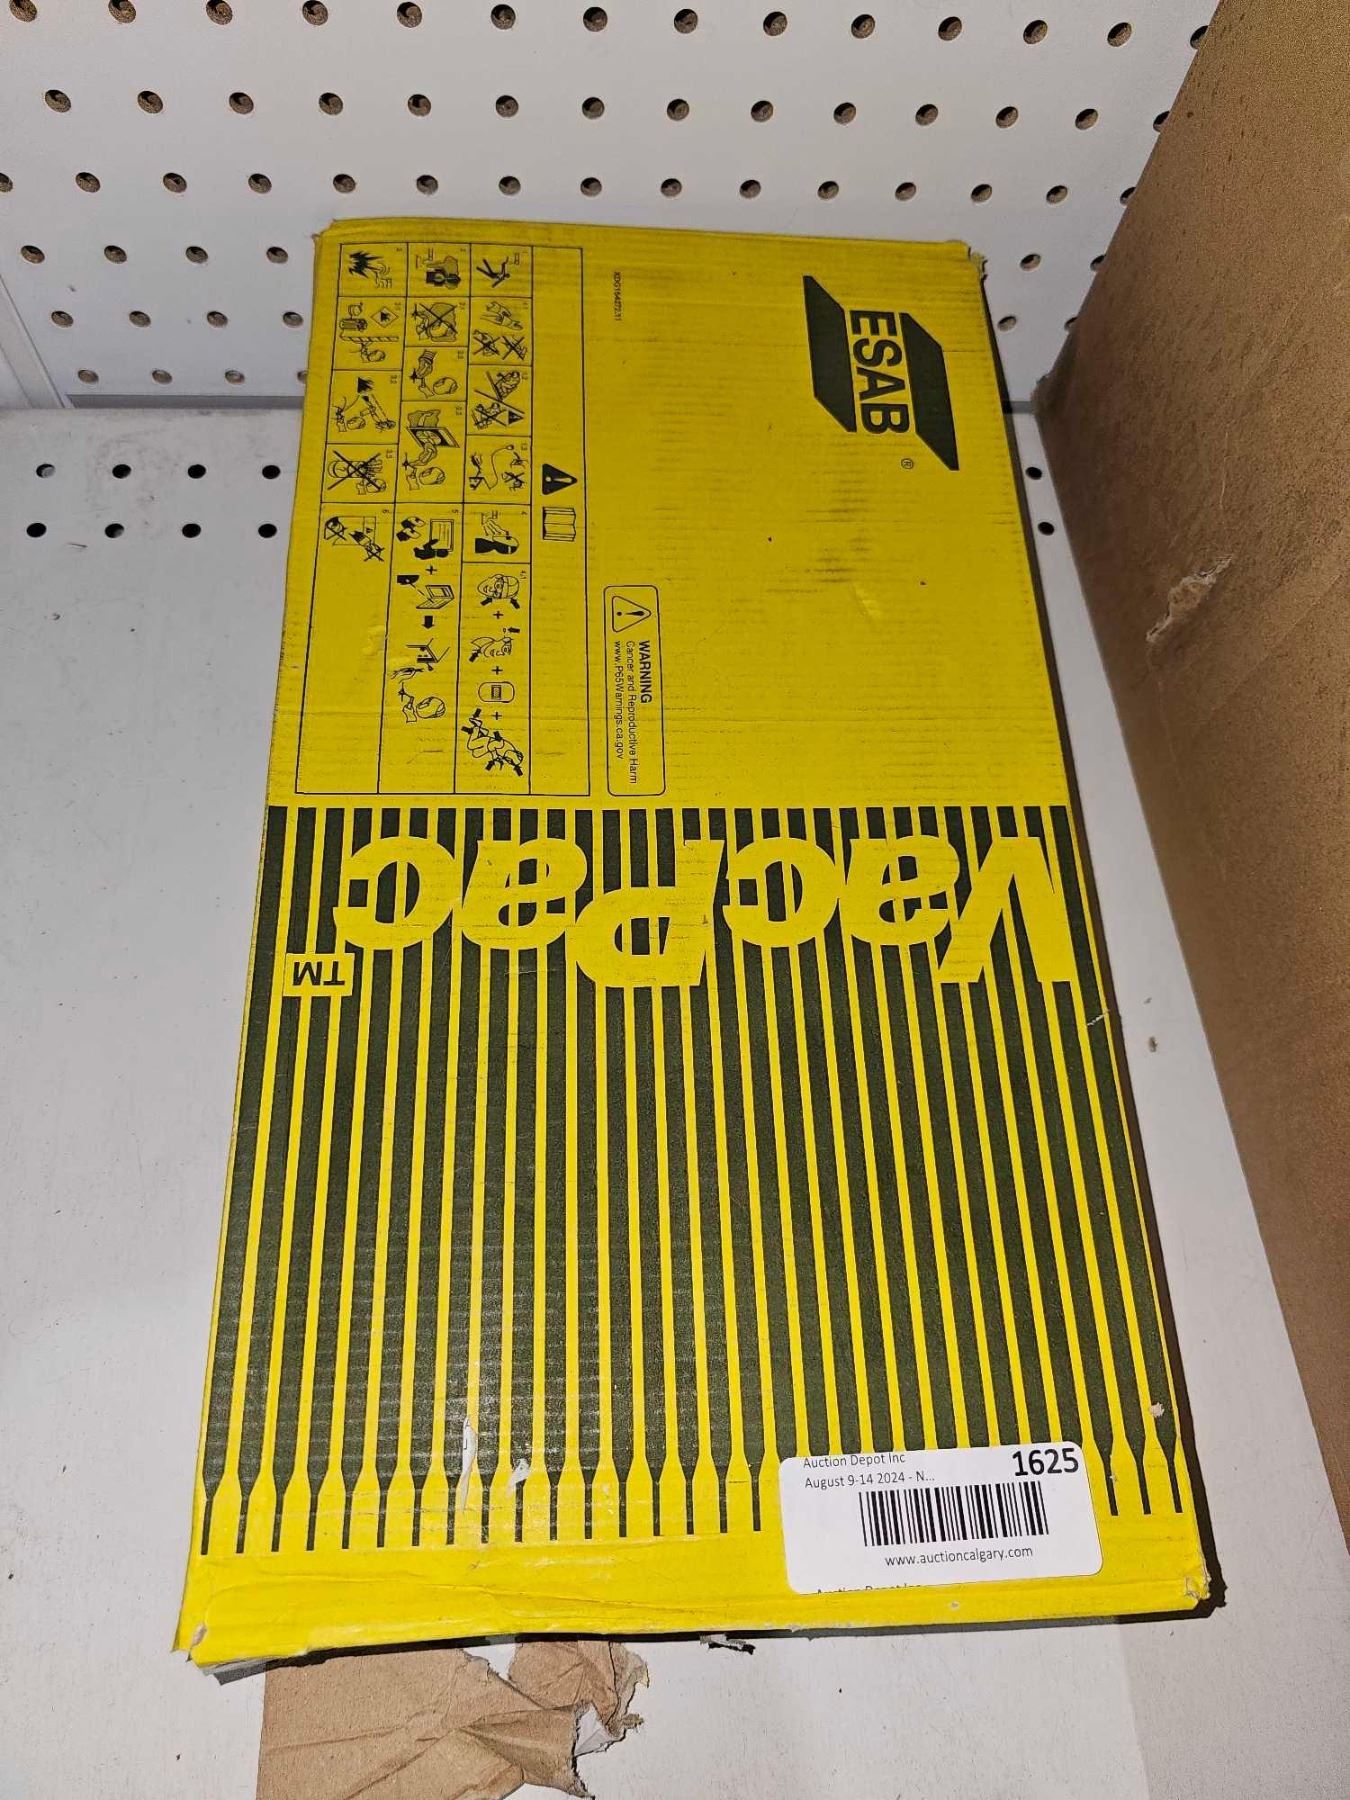 ESAB
®
WARNING
Cancer and Reproductive Harm
www.P65Warnings.ca.gov
VacPac
TM
Auction Depot Inc
1625
August 9-14 2024 - N...
www.auctioncalgary.com